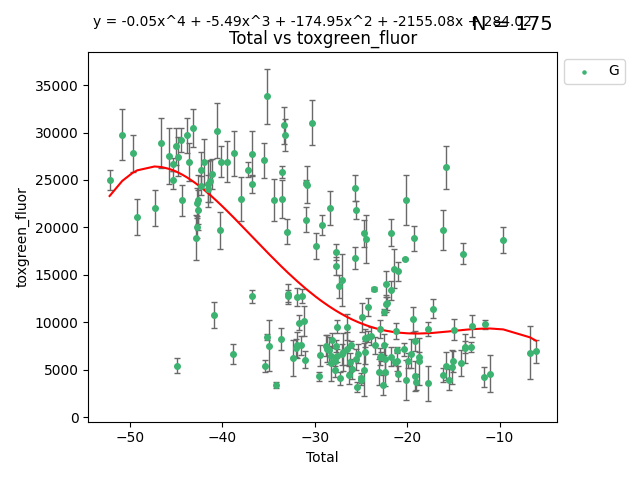 y = -0.05x^4 + -5.49x^3 + -174.95x^2 + -2155.08x + 284.02
N = 175
Total vs toxgreen_fluor
G
35000
30000
25000
20000
15000
10000
5000
0
toxgreen_fluor
−50 −40 −30 −20 −10
Total